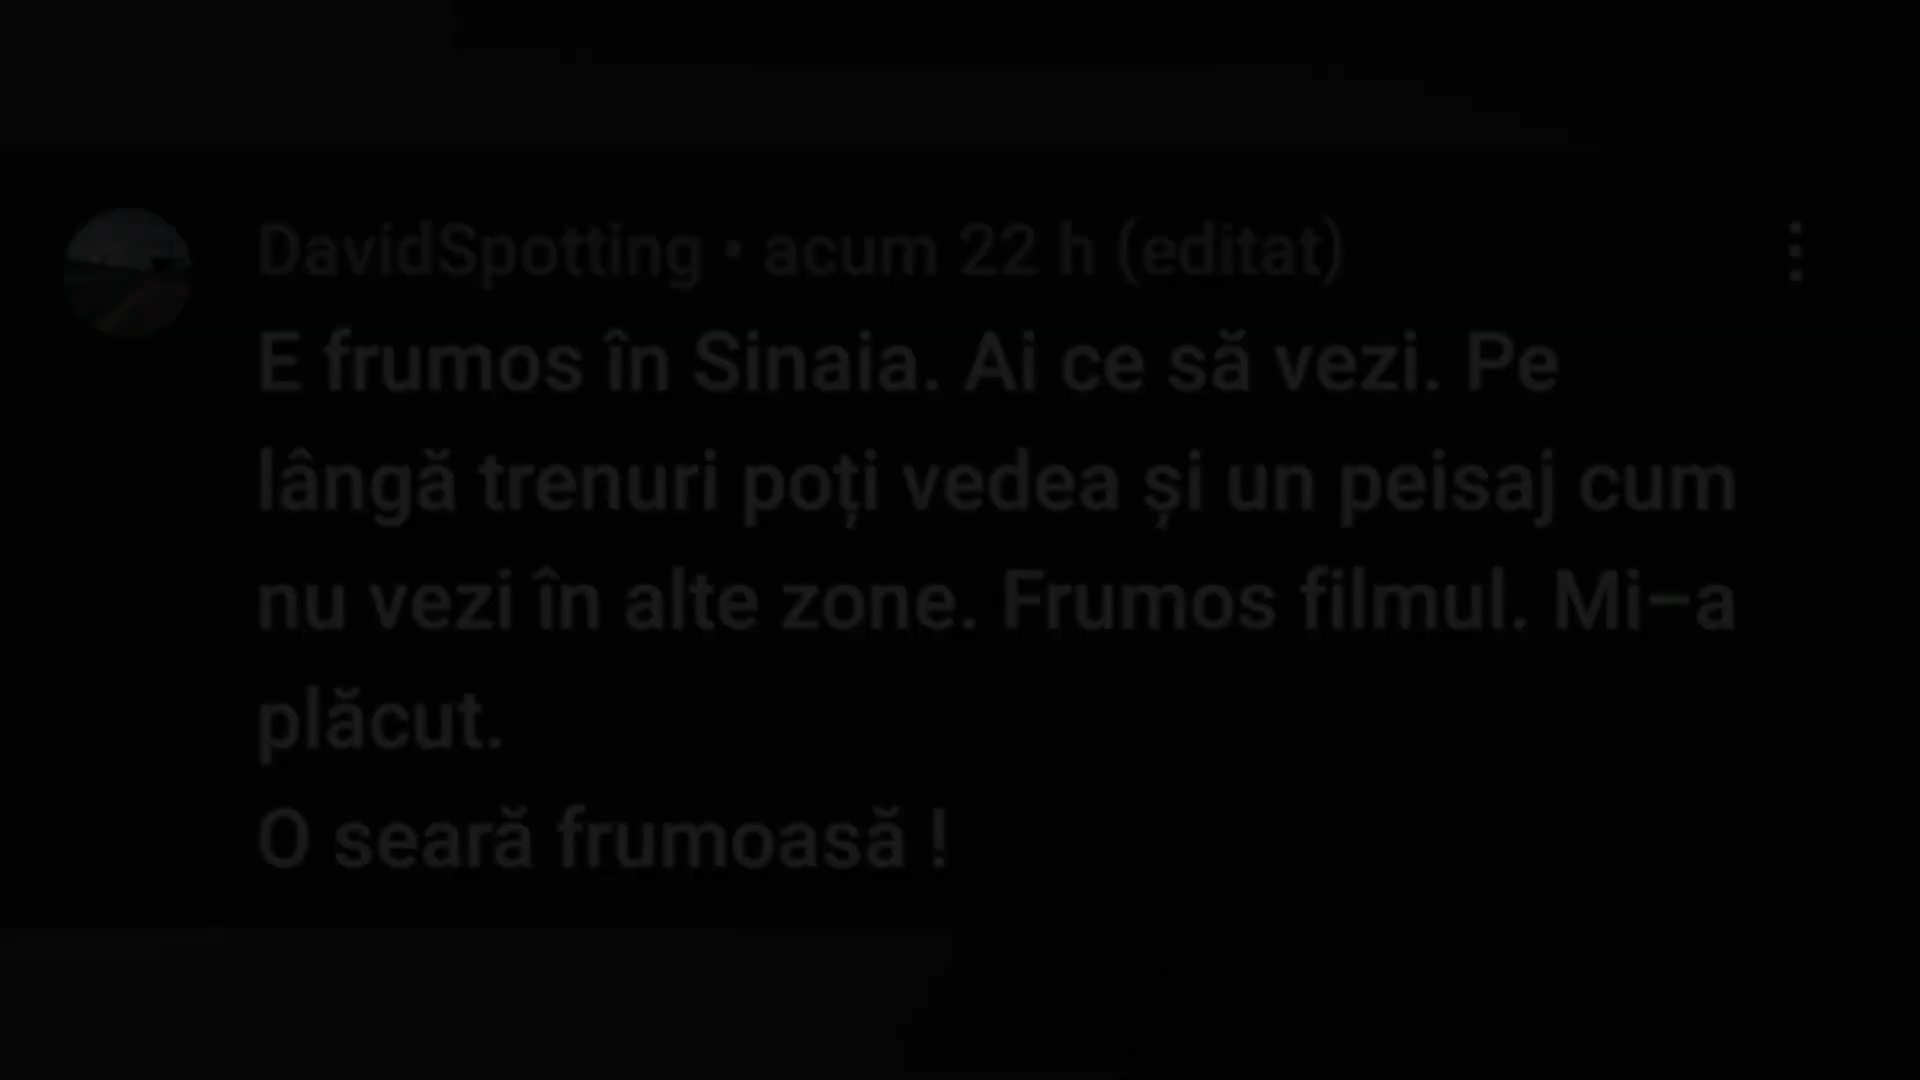 DavidSpotting • acum 22 h (editat)
E frumos în Sinaia. Ai ce să vezi. Pe
lângă trenuri poți vedea și un peisaj cum
nu vezi în alte zone. Frumos filmul. Mi–a
plăcut.
O seară frumoasă !